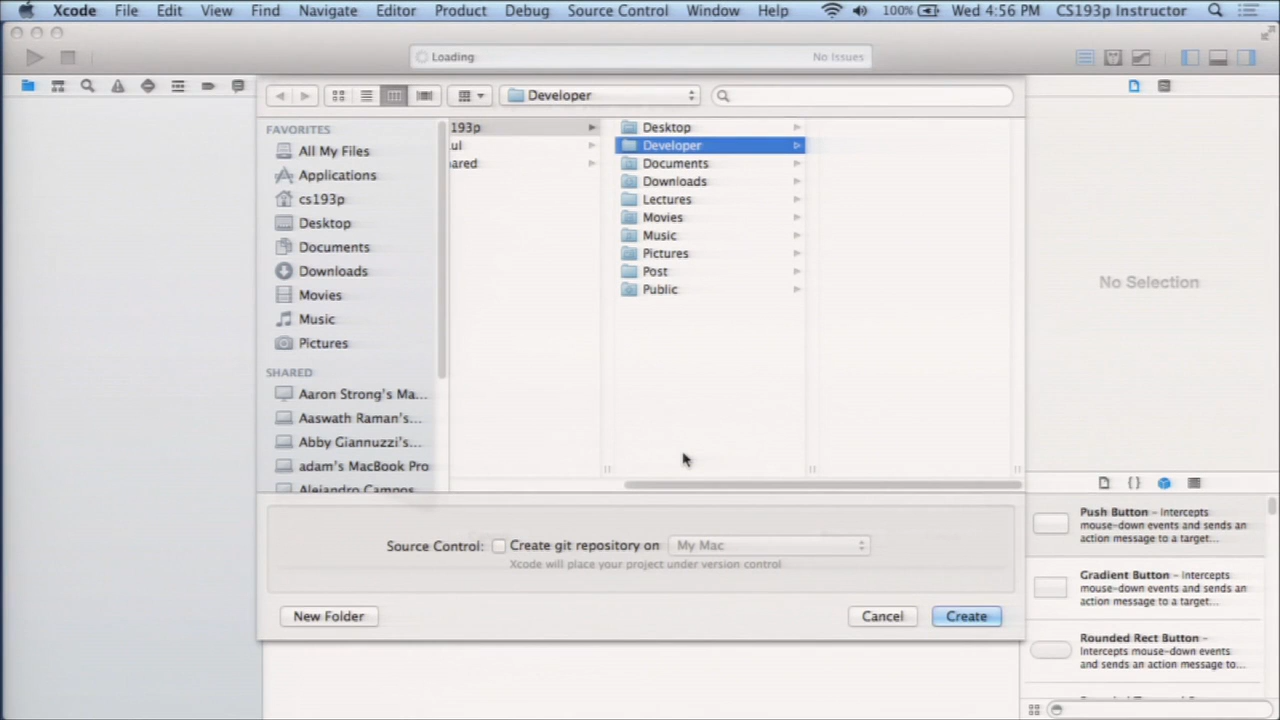 Xcode File Edit View Find Navigate Editor Product Debug Source Control Window Help 100% Wed 4:56 PM CS193p Instructor
Loading No Issues
Developer
FAVORITES
All My Files
Applications
cs193p
Desktop
Documents
Downloads
Movies
Music
Pictures
SHARED
Aaron Strong's Ma...
Aaswath Raman's...
Abby Giannuzzi's...
adam's MacBook Pro
Alejandro Campos
193p
ul
ared
Desktop
Developer
Documents
Downloads
Lectures
Movies
Music
Pictures
Post
Public
No Selection
Source Control: Create git repository on My Mac
Xcode will place your project under version control
New Folder Cancel Create
Push Button - Intercepts
mouse-down events and sends an
action message to a target...
Gradient Button - Intercepts
mouse-down events and sends an
action message to a target...
Rounded Rect Button -
Intercepts mouse-down events
and sends an action message to...